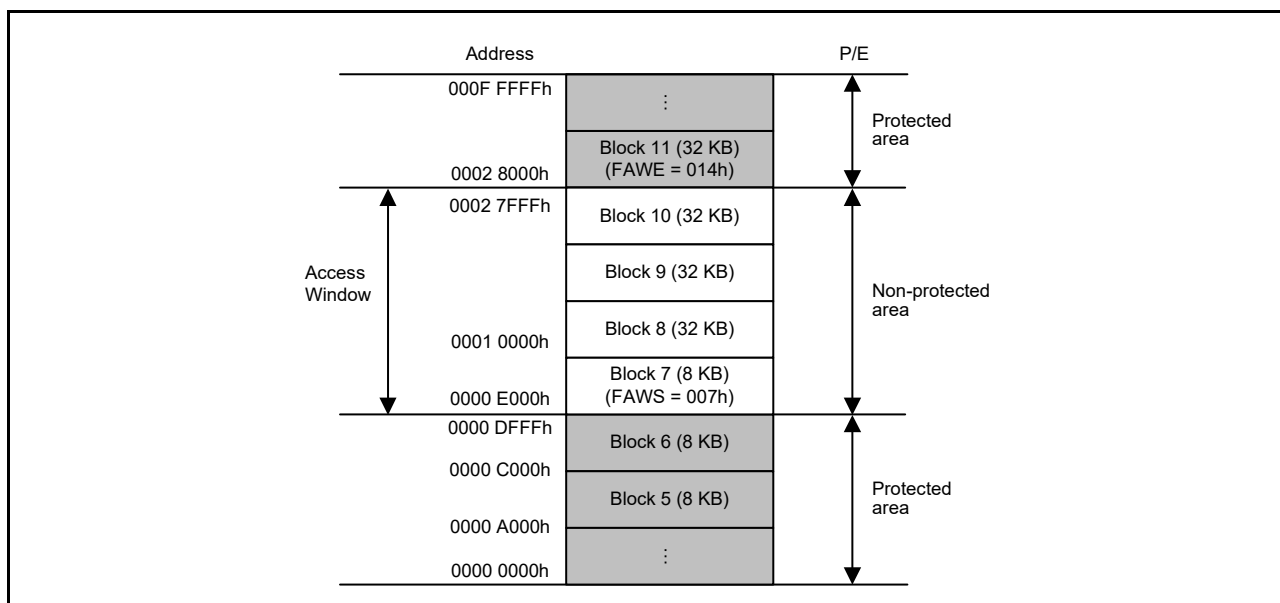 Address P/E
000F FFFFh
⋮
Protected
area
Block 11 (32 KB)
(FAWE = 014h)
0002 8000h
0002 7FFFh
Block 10 (32 KB)
Access
Window
Block 9 (32 KB)
Non-protected
area
Block 8 (32 KB)
0001 0000h
Block 7 (8 KB)
(FAWS = 007h)
0000 E000h
0000 DFFFh
Block 6 (8 KB)
0000 C000h
Block 5 (8 KB)
Protected
area
0000 A000h
⋮
0000 0000h